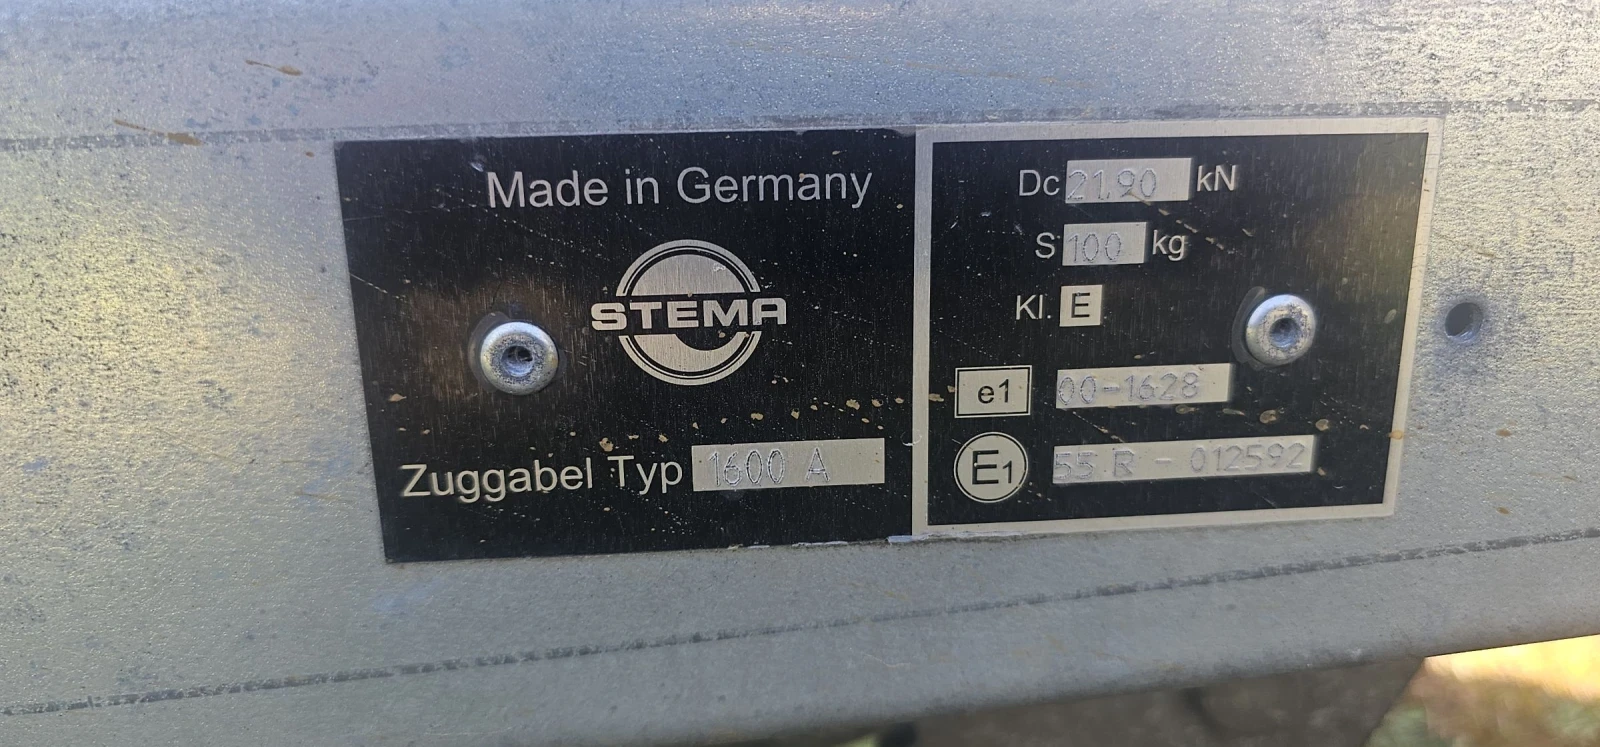 Made in Germany
STEMA
Zuggabel Typ 1600 A
Dc 21.90 kN
S 100 kg
Kl. E
e1 00-1628
E1 55 R - 012592